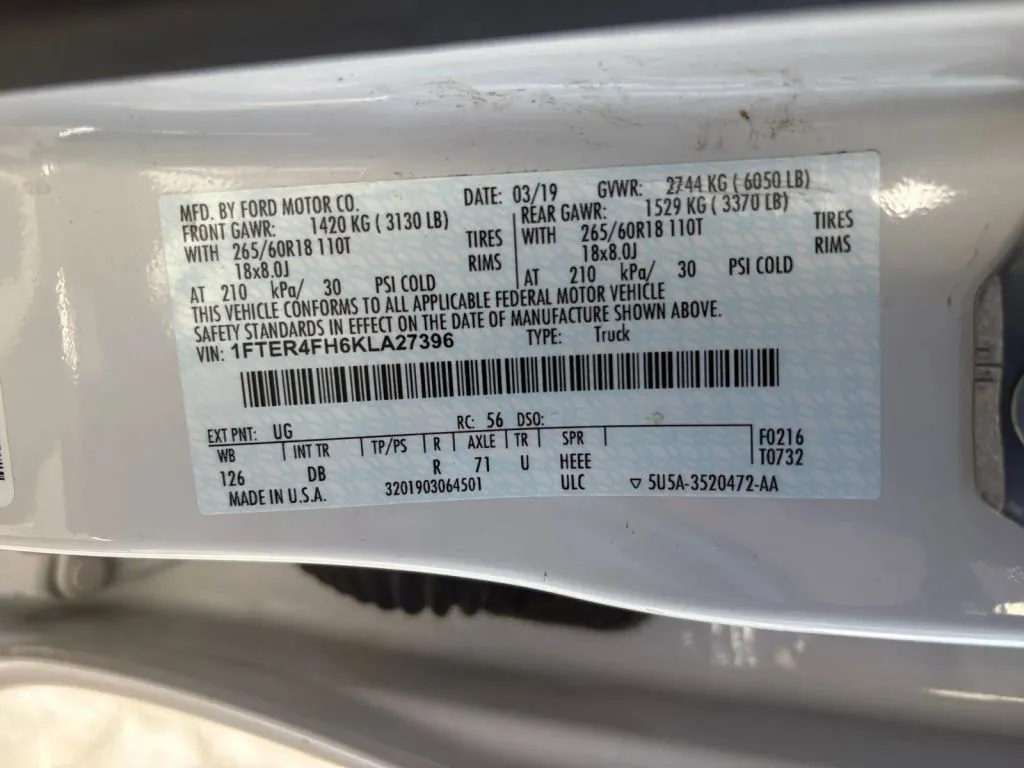 MFD. BY FORD MOTOR CO. DATE: 03/19 GVWR: 2744 KG ( 6050 LB)
FRONT GAWR: 1420 KG ( 3130 LB) REAR GAWR: 1529 KG ( 3370 LB)
WITH 265/60R18 110T TIRES WITH 265/60R18 110T TIRES
18x8.0J RIMS 18x8.0J RIMS
AT 210 kPa/ 30 PSI COLD AT 210 kPa/ 30 PSI COLD
THIS VEHICLE CONFORMS TO ALL APPLICABLE FEDERAL MOTOR VEHICLE
SAFETY STANDARDS IN EFFECT ON THE DATE OF MANUFACTURE SHOWN ABOVE.
VIN: 1FTER4FH6KLA27396 TYPE: Truck
EXT PNT: UG RC: 56 DSO:
WB INT TR TP/PS R AXLE TR SPR F0216
126 DB R 71 U HEEE T0732
MADE IN U.S.A. 3201903064501 ULC ▽ 5U5A-3520472-AA